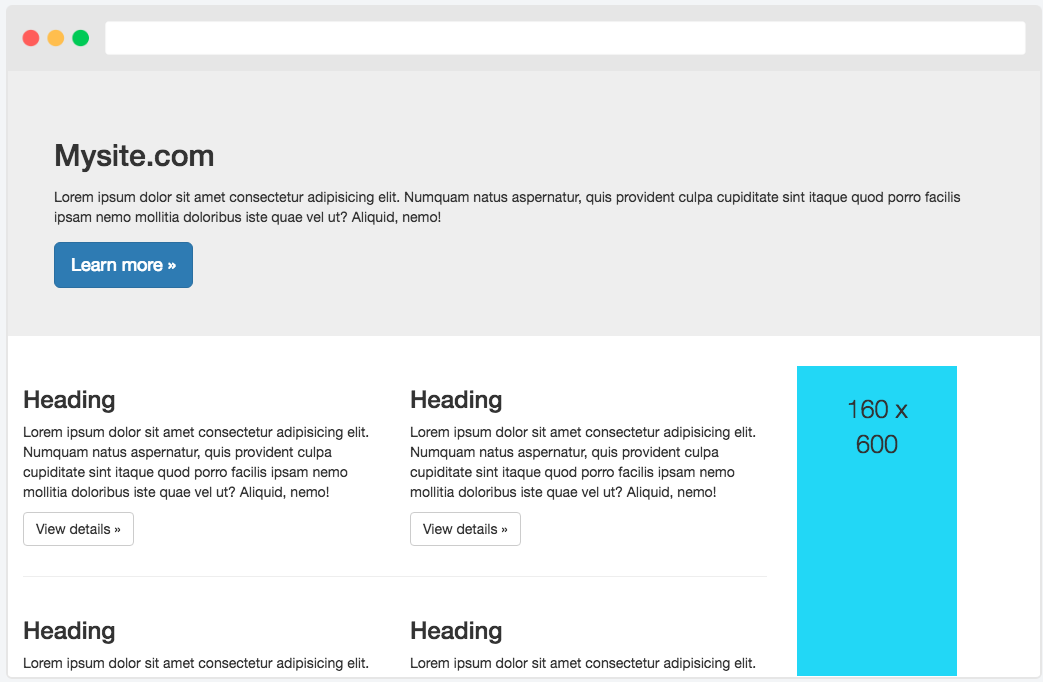 Mysite.com
Lorem ipsum dolor sit amet consectetur adipisicing elit. Numquam natus aspernatur, quis provident culpa cupiditate sint itaque quod porro facilis
ipsam nemo mollitia doloribus iste quae vel ut? Aliquid, nemo!
Learn more »
Heading
Lorem ipsum dolor sit amet consectetur adipisicing elit.
Numquam natus aspernatur, quis provident culpa
cupiditate sint itaque quod porro facilis ipsam nemo
mollitia doloribus iste quae vel ut? Aliquid, nemo!
View details »
Heading
Lorem ipsum dolor sit amet consectetur adipisicing elit.
Numquam natus aspernatur, quis provident culpa
cupiditate sint itaque quod porro facilis ipsam nemo
mollitia doloribus iste quae vel ut? Aliquid, nemo!
View details »
160 x
600
Heading
Lorem ipsum dolor sit amet consectetur adipisicing elit.
Heading
Lorem ipsum dolor sit amet consectetur adipisicing elit.